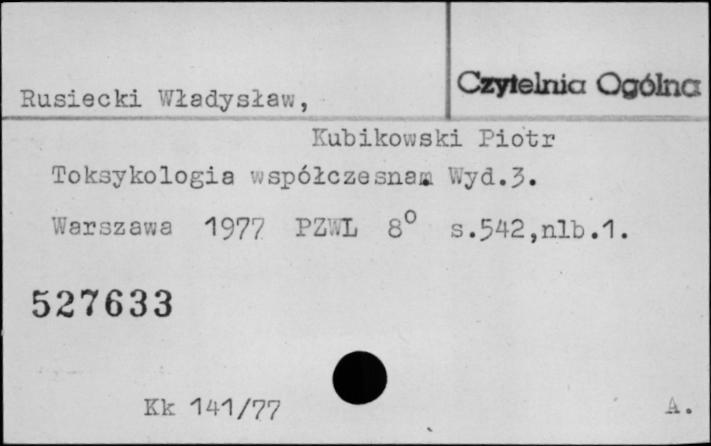 Czytelnia Ogólna
Rusiecki Władysław,
Kubikowski Piotr
Toksykologia współczesna. Wyd.3.
Warszawa 1977 PZWL 8° s.542,nlb.1.
527633
Kk 141/77 A.